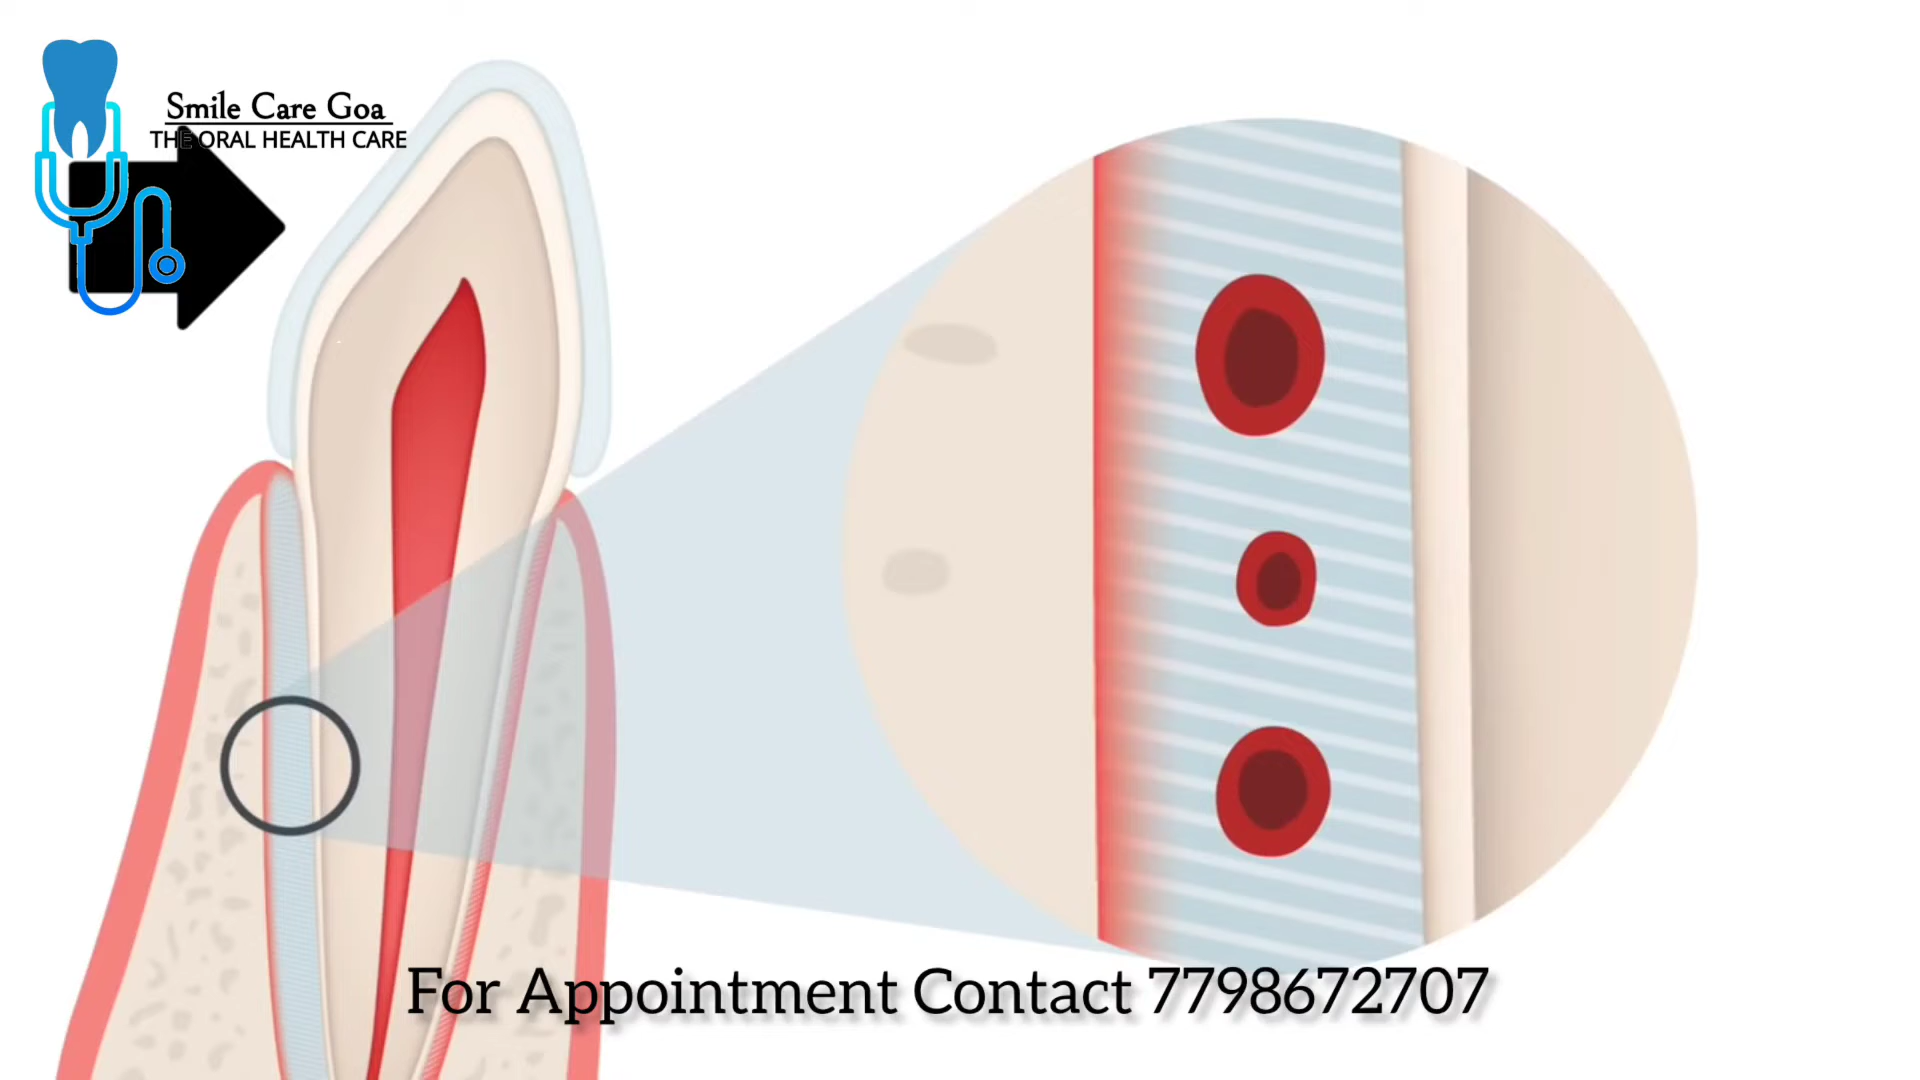 Smile Care Goa
THE ORAL HEALTH CARE
For Appointment Contact 7798672707